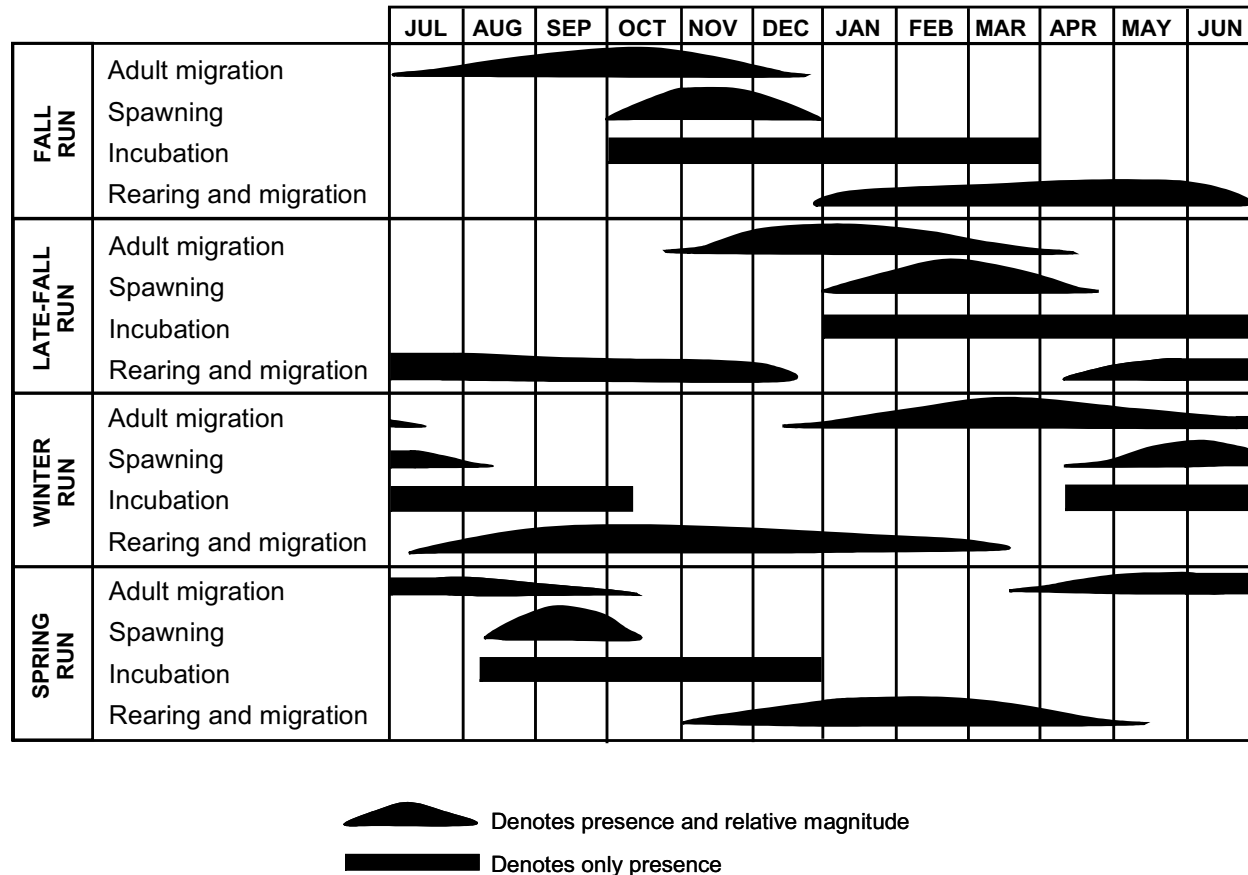 JUL AUG SEP OCT NOV DEC JAN FEB MAR APR MAY JUN
FALL
RUN
Adult migration
Spawning
Incubation
Rearing and migration
LATE-FALL
RUN
Adult migration
Spawning
Incubation
Rearing and migration
WINTER
RUN
Adult migration
Spawning
Incubation
Rearing and migration
SPRING
RUN
Adult migration
Spawning
Incubation
Rearing and migration
Denotes presence and relative magnitude
Denotes only presence